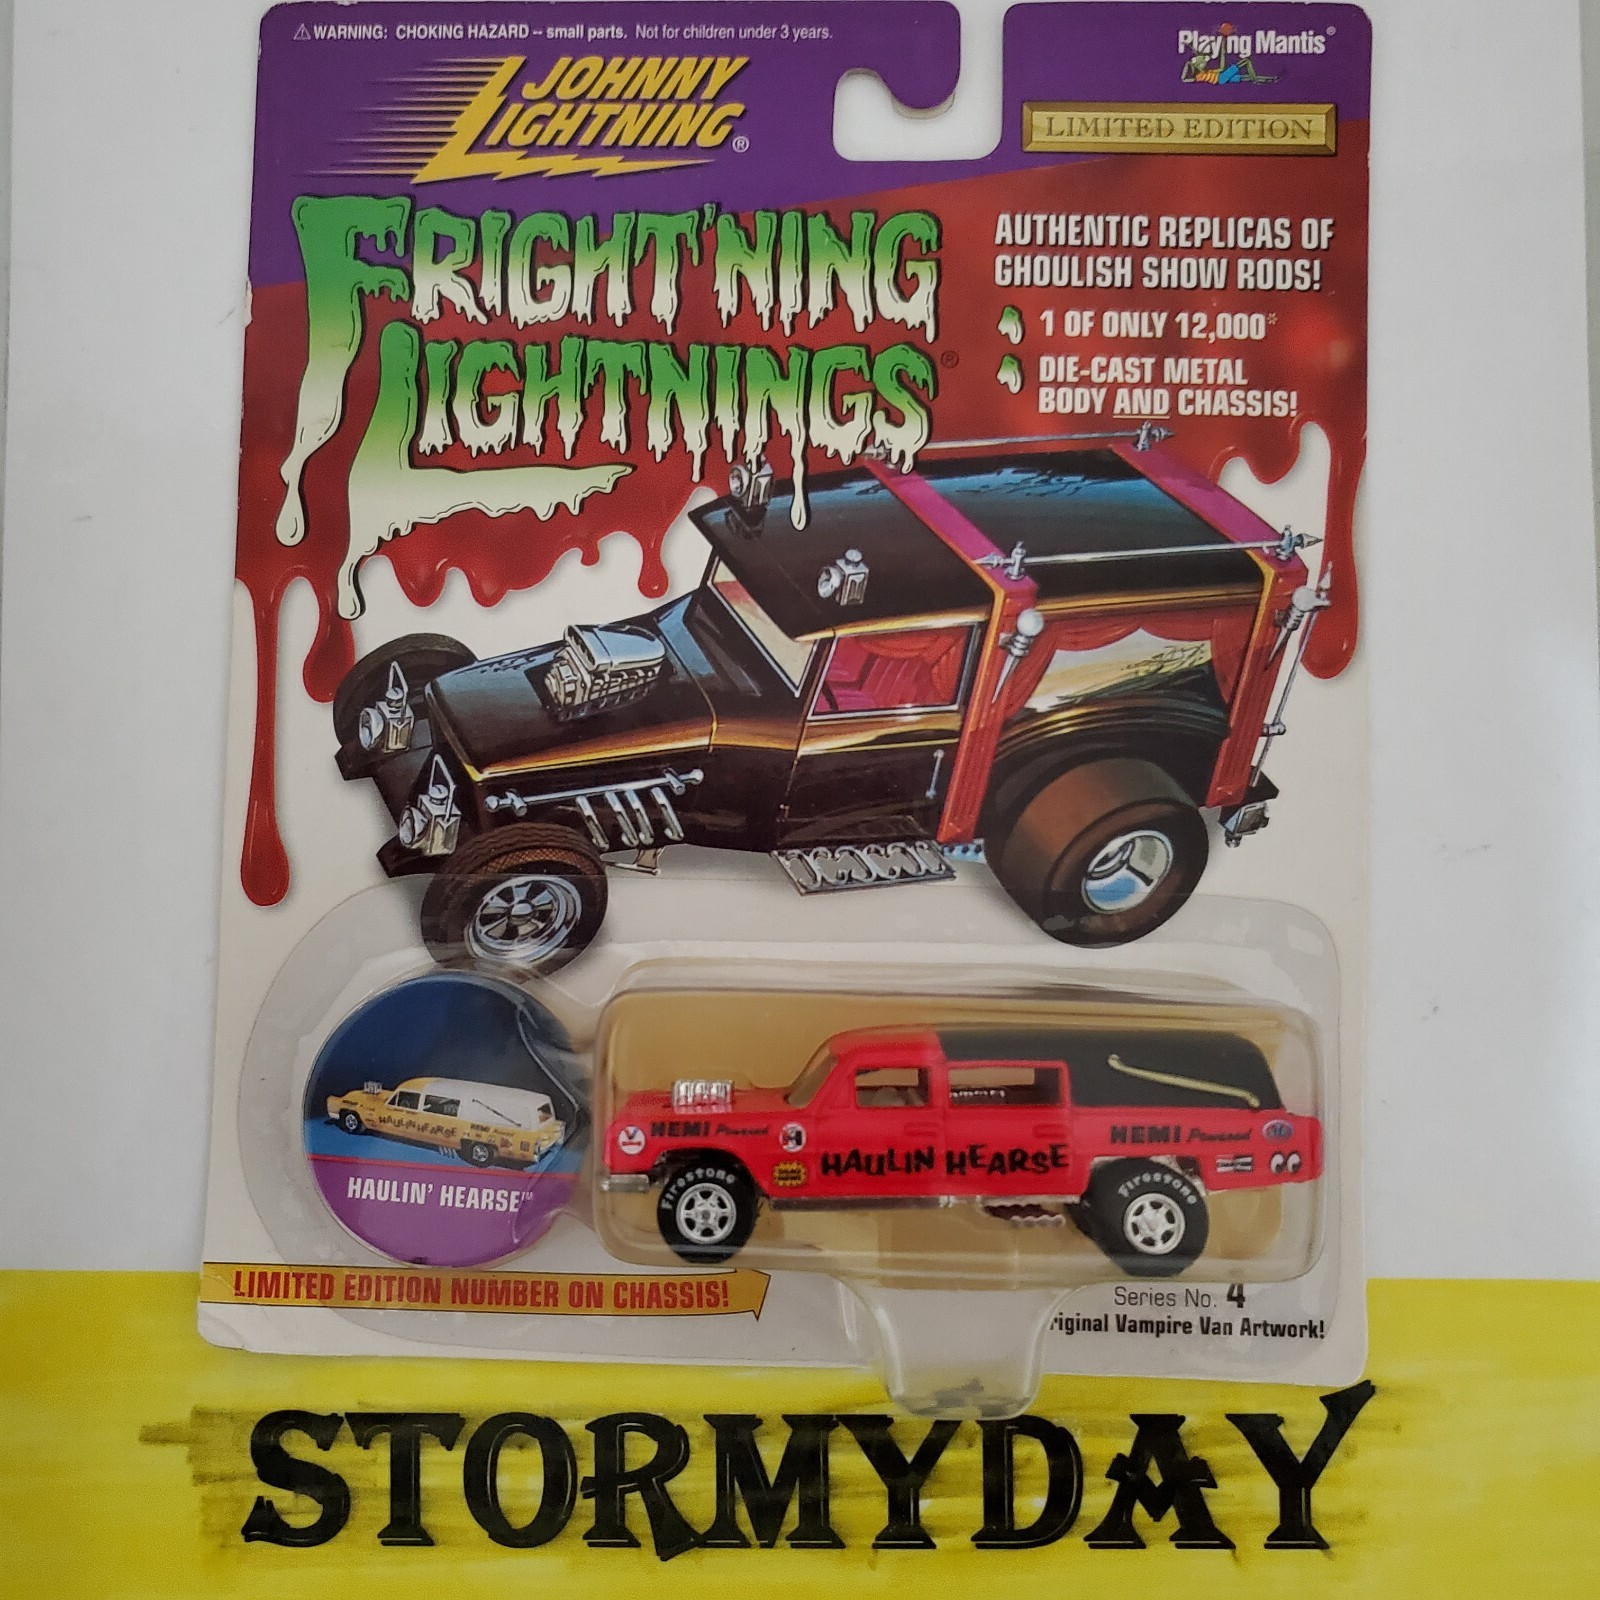 ⚠ WARNING: CHOKING HAZARD -- small parts. Not for children under 3 years.
Playing Mantis®
JOHNNY
LIGHTNING®
LIMITED EDITION
FRIGHT'NING
LIGHTNINGS®
AUTHENTIC REPLICAS OF
GHOULISH SHOW RODS!
1 OF ONLY 12,000*
DIE-CAST METAL
BODY AND CHASSIS!
HAULIN HEARSE
HAULIN' HEARSE™
HEMI Powered
HEMI Powered
HAULIN HEARSE
Firestone
Firestone
LIMITED EDITION NUMBER ON CHASSIS!
Series No. 4
riginal Vampire Van Artwork!
STORMYDAY